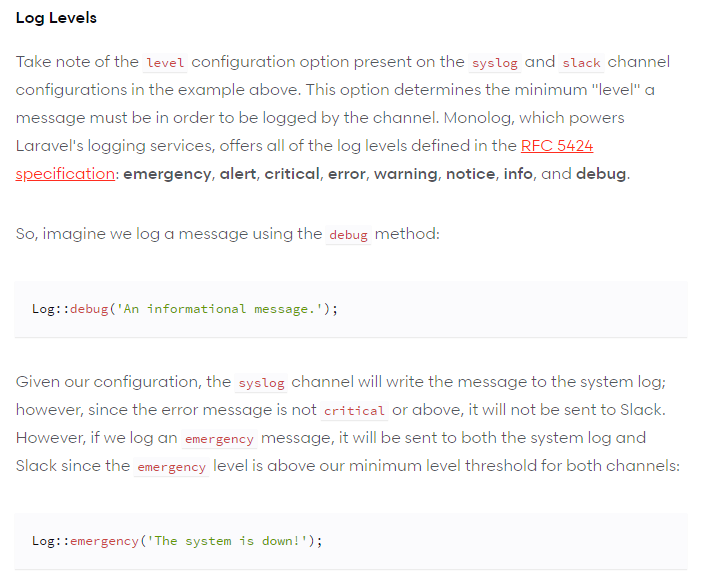 Log Levels
Take note of the level configuration option present on the syslog and slack channel
configurations in the example above. This option determines the minimum "level" a
message must be in order to be logged by the channel. Monolog, which powers
Laravel's logging services, offers all of the log levels defined in the RFC 5424
specification: emergency, alert, critical, error, warning, notice, info, and debug.
So, imagine we log a message using the debug method:
Log::debug('An informational message.');
Given our configuration, the syslog channel will write the message to the system log;
however, since the error message is not critical or above, it will not be sent to Slack.
However, if we log an emergency message, it will be sent to both the system log and
Slack since the emergency level is above our minimum level threshold for both channels:
Log::emergency('The system is down!');